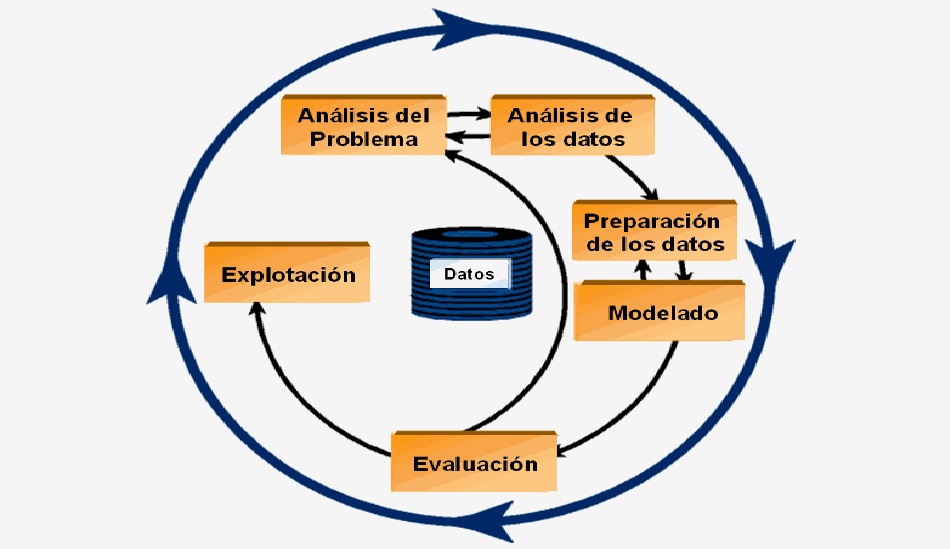 Análisis del
Problema
Análisis de
los datos
Preparación
de los datos
Explotación
Datos
Modelado
Evaluación